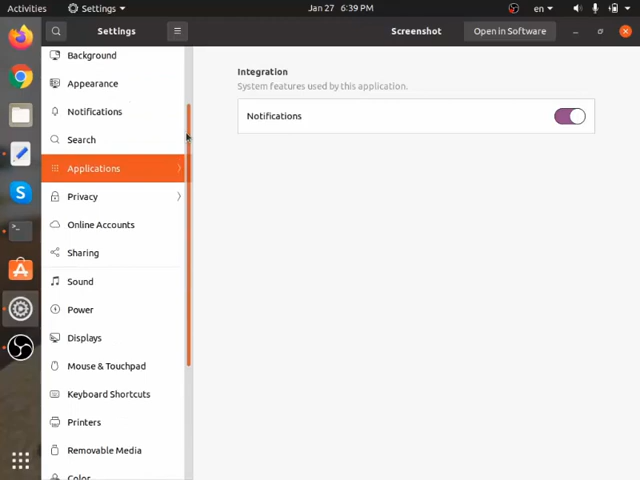 Activities
Settings
Jan 27 6:39 PM
en
Settings
Screenshot
Open in Software
Background
Appearance
Notifications
Search
Applications
Privacy
Online Accounts
Sharing
Sound
Power
Displays
Mouse & Touchpad
Keyboard Shortcuts
Printers
Removable Media
Color
Integration
System features used by this application.
Notifications